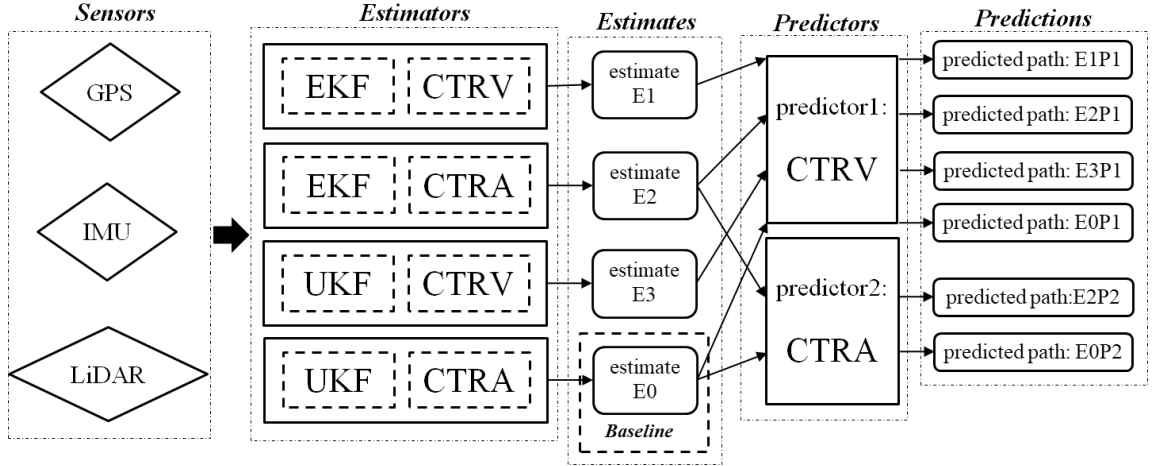 Sensors
GPS
IMU
LiDAR
Estimators
EKF CTRV
EKF CTRA
UKF CTRV
UKF CTRA
Estimates
estimate
E1
estimate
E2
estimate
E3
estimate
E0
Baseline
Predictors
predictor1:
CTRV
predictor2:
CTRA
Predictions
predicted path: E1P1
predicted path: E2P1
predicted path: E3P1
predicted path: E0P1
predicted path:E2P2
predicted path: E0P2